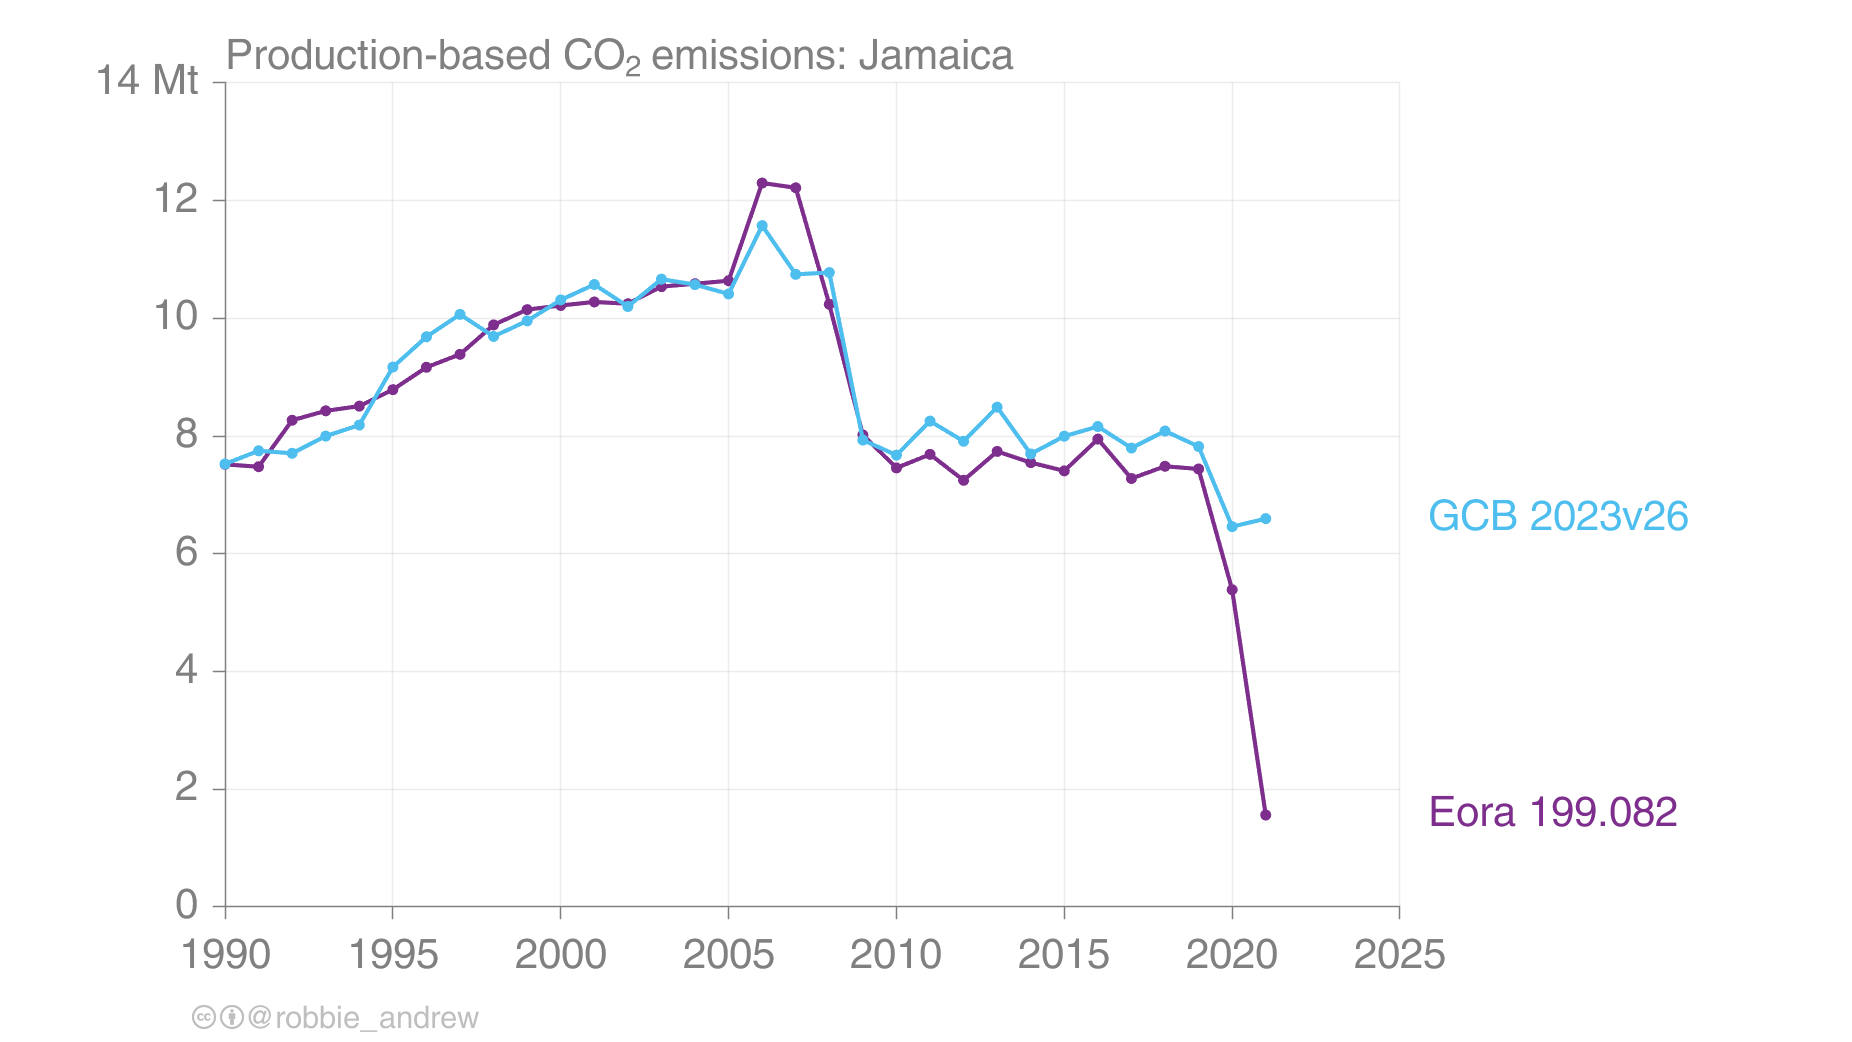 Production-based CO₂ emissions: Jamaica
14 Mt
12
10
8
6
4
2
0
1990 1995 2000 2005 2010 2015 2020 2025
GCB 2023v26
Eora 199.082
@robbie_andrew